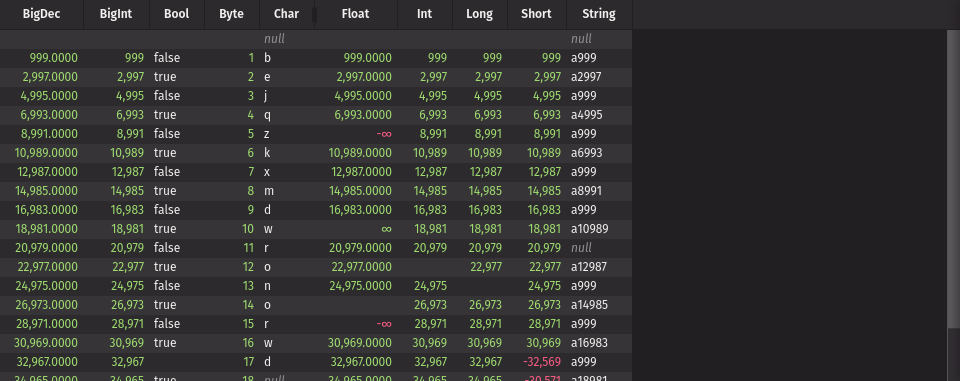 BigDec BigInt Bool Byte Char Float Int Long Short String
null null
999.0000 999 false 1 b 999.0000 999 999 999 a999
2,997.0000 2,997 true 2 e 2,997.0000 2,997 2,997 2,997 a2997
4,995.0000 4,995 false 3 j 4,995.0000 4,995 4,995 4,995 a999
6,993.0000 6,993 true 4 q 6,993.0000 6,993 6,993 6,993 a4995
8,991.0000 8,991 false 5 z -∞ 8,991 8,991 8,991 a999
10,989.0000 10,989 true 6 k 10,989.0000 10,989 10,989 10,989 a6993
12,987.0000 12,987 false 7 x 12,987.0000 12,987 12,987 12,987 a999
14,985.0000 14,985 true 8 m 14,985.0000 14,985 14,985 14,985 a8991
16,983.0000 16,983 false 9 d 16,983.0000 16,983 16,983 16,983 a999
18,981.0000 18,981 true 10 w ∞ 18,981 18,981 18,981 a10989
20,979.0000 20,979 false 11 r 20,979.0000 20,979 20,979 20,979 null
22,977.0000 22,977 true 12 o 22,977.0000 22,977 22,977 a12987
24,975.0000 24,975 false 13 n 24,975.0000 24,975 24,975 a999
26,973.0000 26,973 true 14 o 26,973 26,973 26,973 a14985
28,971.0000 28,971 false 15 r -∞ 28,971 28,971 28,971 a999
30,969.0000 30,969 true 16 w 30,969.0000 30,969 30,969 30,969 a16983
32,967.0000 32,967 17 d 32,967.0000 32,967 32,967 -32,569 a999
34,965.0000 34,965 true 18 null 34,965.0000 34,965 34,965 -30,571 a18981